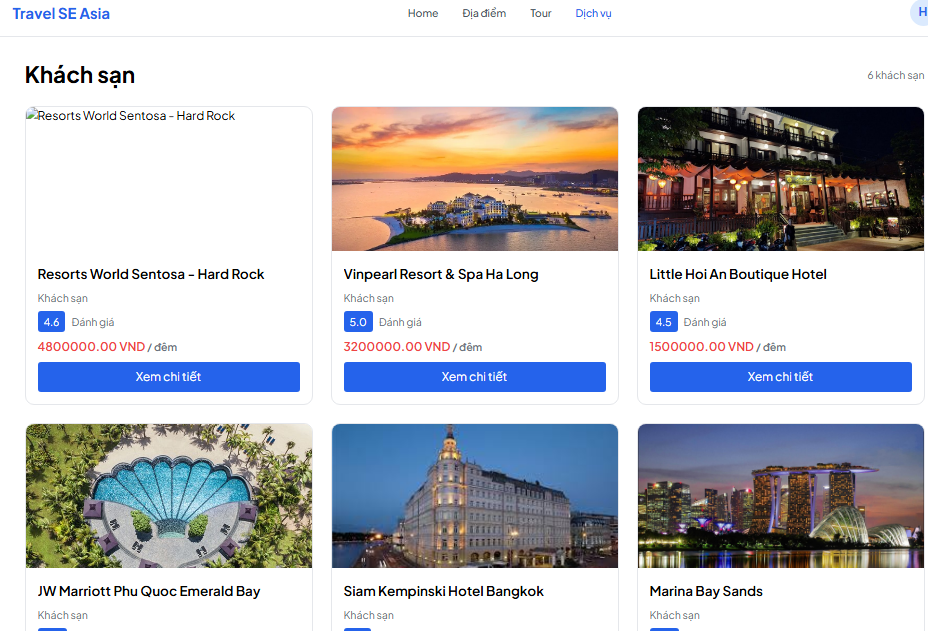 Travel SE Asia
Home Địa điểm Tour Dịch vụ
H
Khách sạn
6 khách sạn
Resorts World Sentosa - Hard Rock
Resorts World Sentosa - Hard Rock
Khách sạn
4.6 Đánh giá
4800000.00 VND / đêm
Xem chi tiết
Vinpearl Resort & Spa Ha Long
Khách sạn
5.0 Đánh giá
3200000.00 VND / đêm
Xem chi tiết
Little Hoi An Boutique Hotel
Khách sạn
4.5 Đánh giá
1500000.00 VND / đêm
Xem chi tiết
JW Marriott Phu Quoc Emerald Bay
Khách sạn
Siam Kempinski Hotel Bangkok
Khách sạn
Marina Bay Sands
Khách sạn